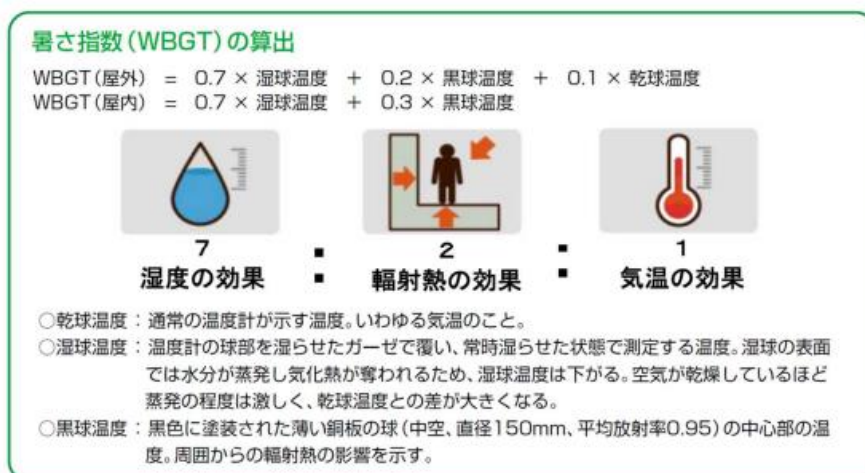 暑さ指数(WBGT)の算出
WBGT(屋外) = 0.7 × 湿球温度 + 0.2 × 黒球温度 + 0.1 × 乾球温度
WBGT(屋内) = 0.7 × 湿球温度 + 0.3 × 黒球温度
7 : 2 : 1
湿度の効果 輻射熱の効果 気温の効果
○乾球温度:通常の温度計が示す温度。いわゆる気温のこと。
○湿球温度:温度計の球部を湿らせたガーゼで覆い、常時湿らせた状態で測定する温度。湿球の表面
では水分が蒸発し気化熱が奪われるため、湿球温度は下がる。空気が乾燥しているほど
蒸発の程度は激しく、乾球温度との差が大きくなる。
○黒球温度:黒色に塗装された薄い銅板の球(中空、直径150mm、平均放射率0.95)の中心部の温
度。周囲からの輻射熱の影響を示す。